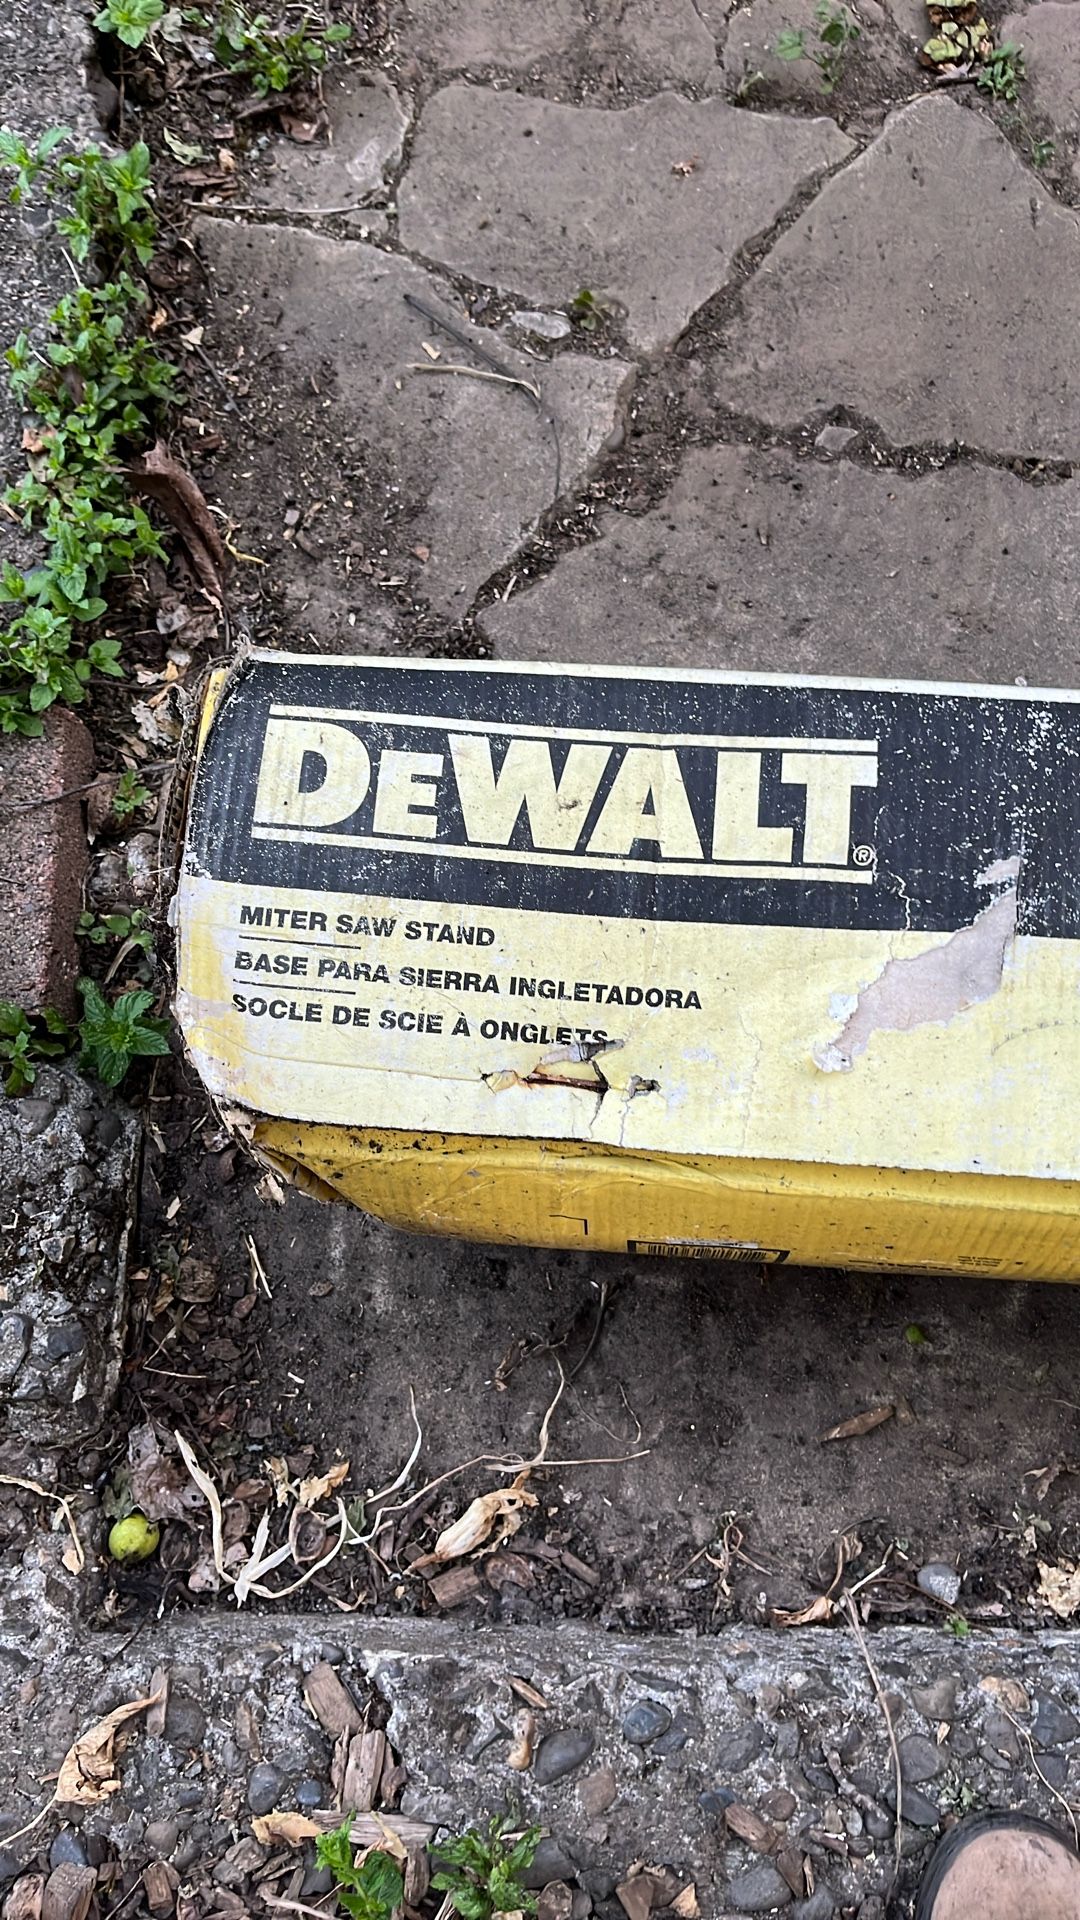 DEWALT®
MITER SAW STAND
BASE PARA SIERRA INGLETADORA
SOCLE DE SCIE À ONGLETS